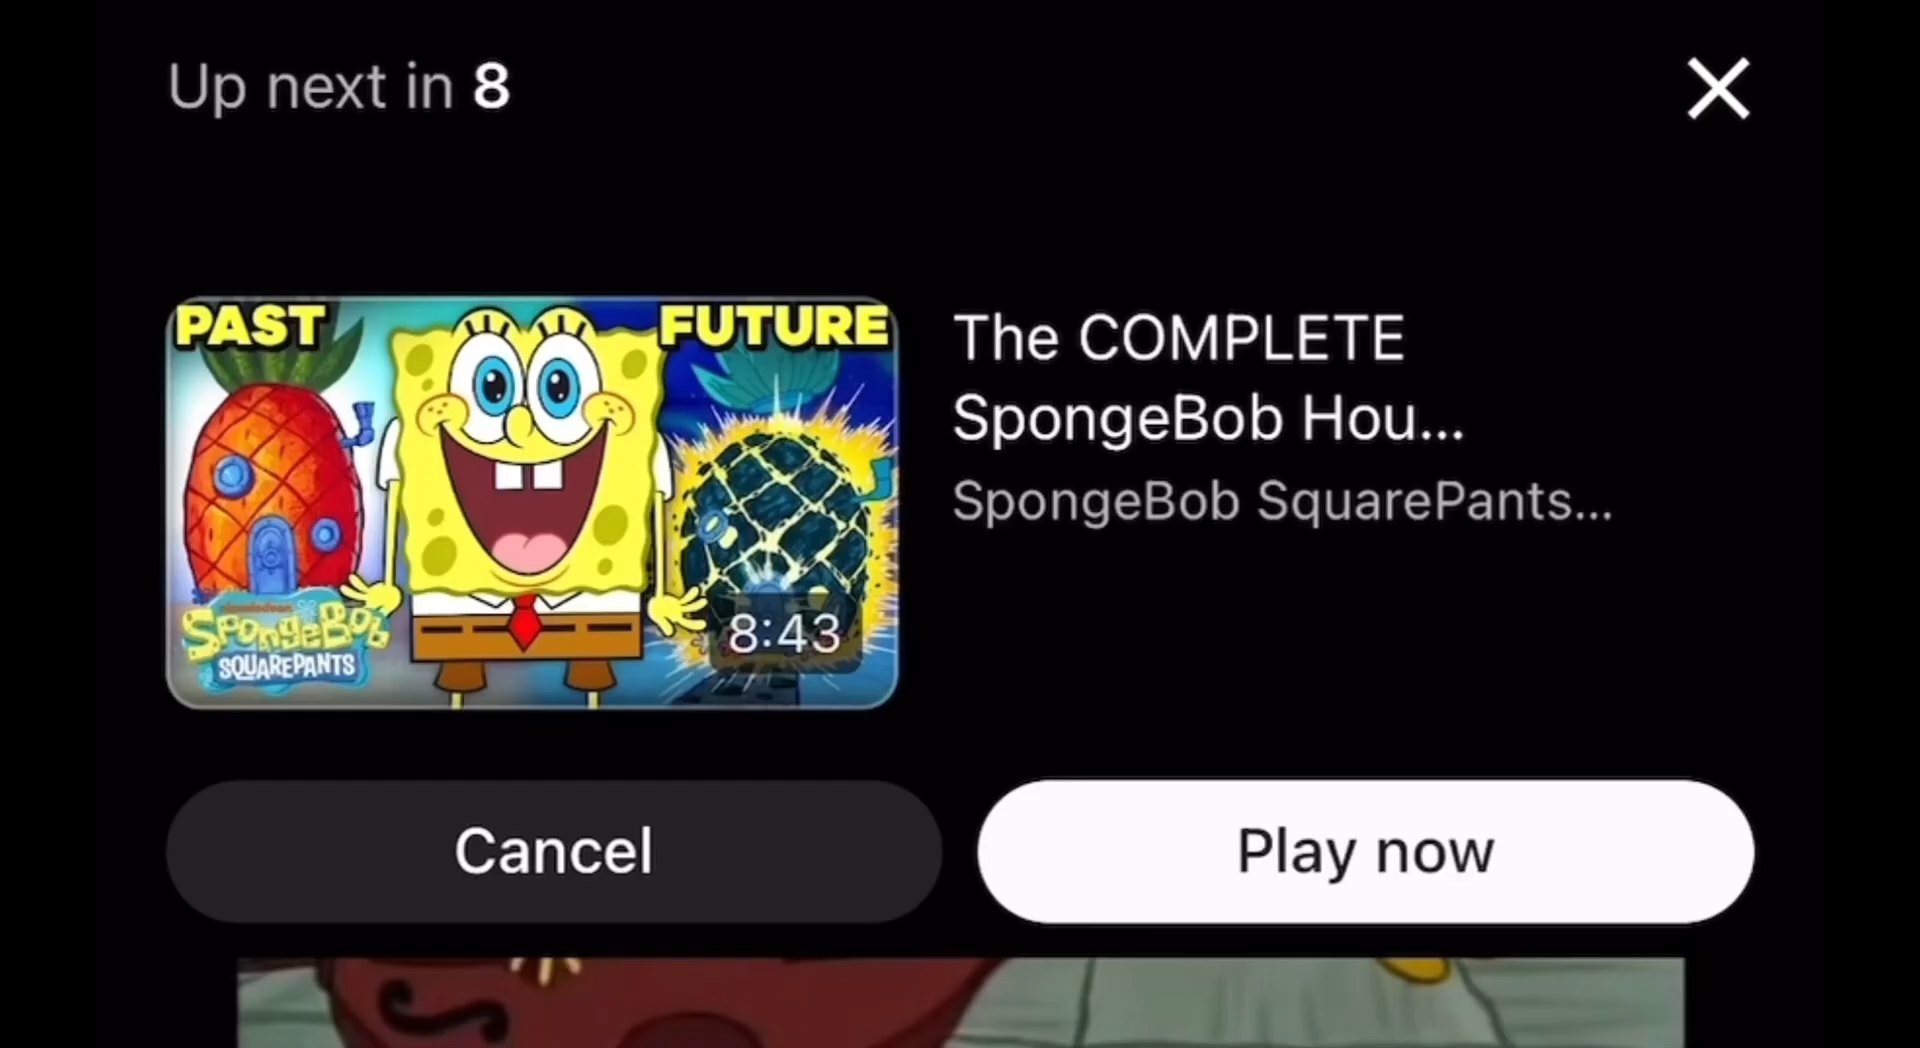 Up next in 8
PAST
FUTURE
nickelodeon
SpongeBob
SQUAREPANTS
8:43
The COMPLETE
SpongeBob Hou...
SpongeBob SquarePants...
Cancel
Play now